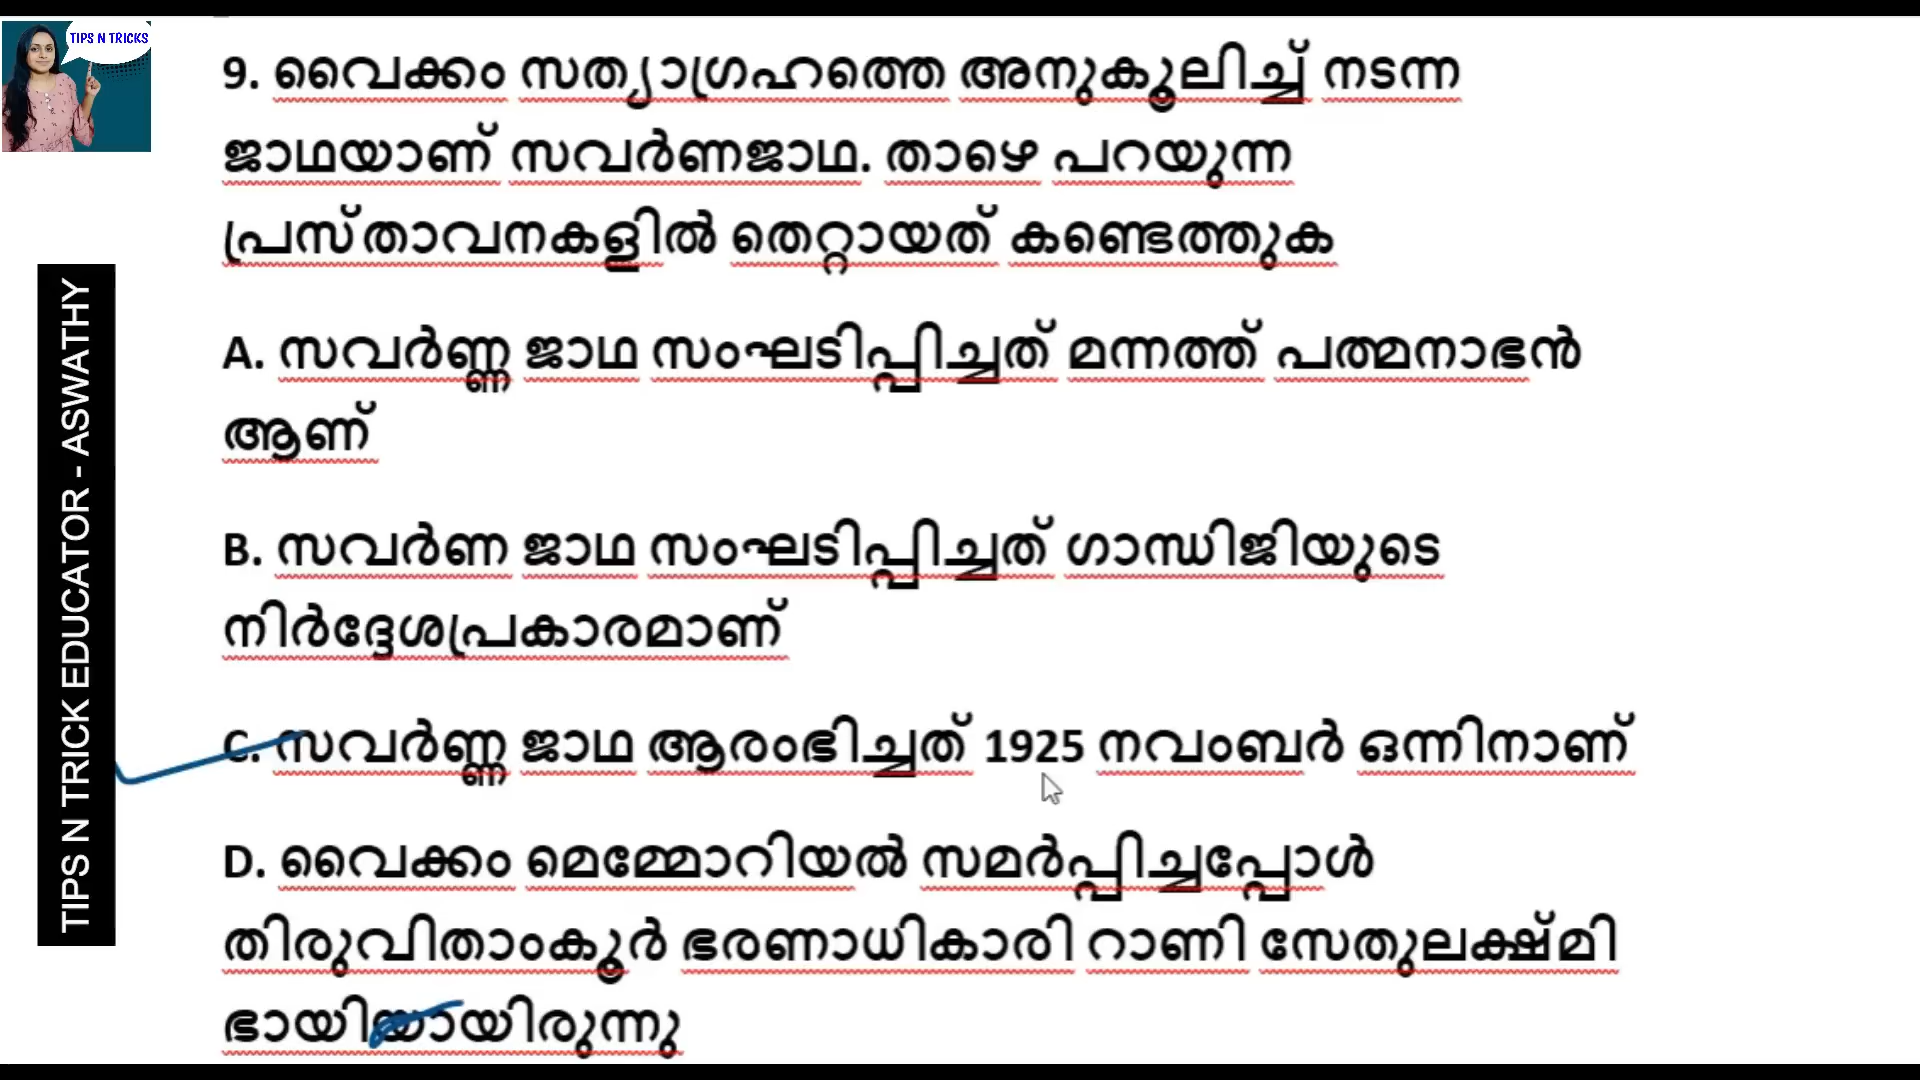 TIPS N TRICKS
9. വൈക്കം സത്യാഗ്രഹത്തെ അനുകൂലിച്ച് നടന്ന
ജാഥയാണ് സവർണജാഥ. താഴെ പറയുന്ന
പ്രസ്താവനകളിൽ തെറ്റായത് കണ്ടെത്തുക
A. സവർണ്ണ ജാഥ സംഘടിപ്പിച്ചത് മന്നത്ത് പത്മനാഭൻ
ആണ്
B. സവർണ ജാഥ സംഘടിപ്പിച്ചത് ഗാന്ധിജിയുടെ
നിർദ്ദേശപ്രകാരമാണ്
C. സവർണ്ണ ജാഥ ആരംഭിച്ചത് 1925 നവംബർ ഒന്നിനാണ്
D. വൈക്കം മെമ്മോറിയൽ സമർപ്പിച്ചപ്പോൾ
തിരുവിതാംകൂർ ഭരണാധികാരി റാണി സേതുലക്ഷ്മി
ഭായിയായിരുന്നു
TIPS N TRICK EDUCATOR - ASWATHY